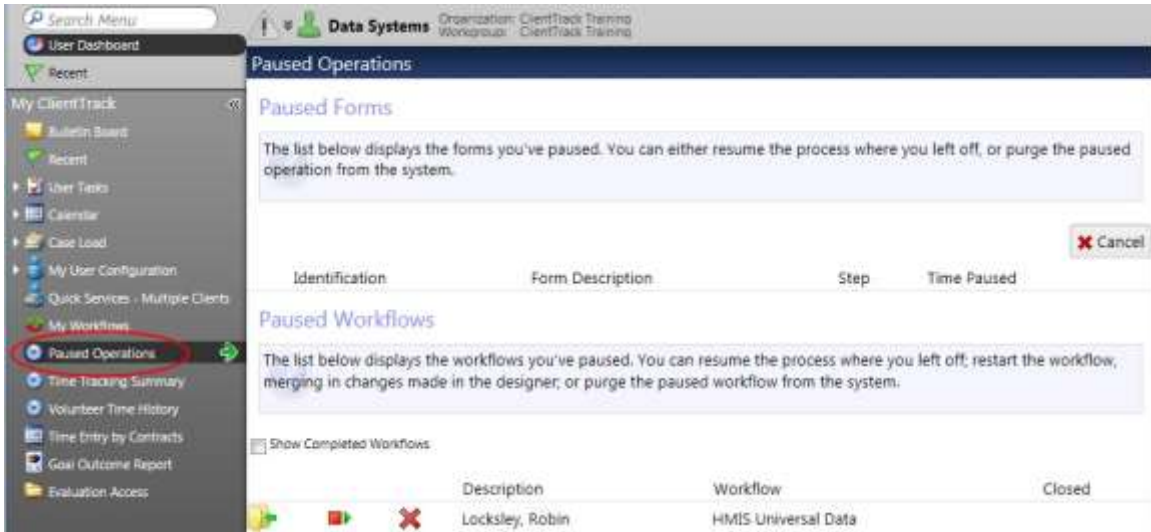 Search Menu
User Dashboard
Recent
My ClientTrack
Bulletin Board
Recent
User Tasks
Calendar
Case Load
My User Configuration
Quick Services - Multiple Clients
My Workflows
Paused Operations
Time Tracking Summary
Volunteer Time History
Time Entry by Contracts
Goal Outcome Report
Evaluation Access
Data Systems
Organization: ClientTrack Training
Workgroup: ClientTrack Training
Paused Operations
Paused Forms
The list below displays the forms you've paused. You can either resume the process where you left off, or purge the paused
operation from the system.
Cancel
Identification Form Description Step Time Paused
Paused Workflows
The list below displays the workflows you've paused. You can resume the process where you left off; restart the workflow,
merging in changes made in the designer; or purge the paused workflow from the system.
Show Completed Workflows
Description Workflow Closed
Locksley, Robin HMIS Universal Data